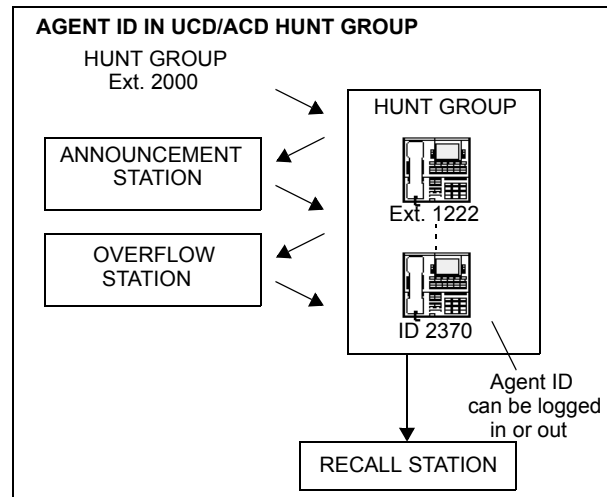 AGENT ID IN UCD/ACD HUNT GROUP
HUNT GROUP
Ext. 2000
HUNT GROUP
ANNOUNCEMENT
STATION
Ext. 1222
OVERFLOW
STATION
ID 2370
Agent ID
can be logged
in or out
RECALL STATION